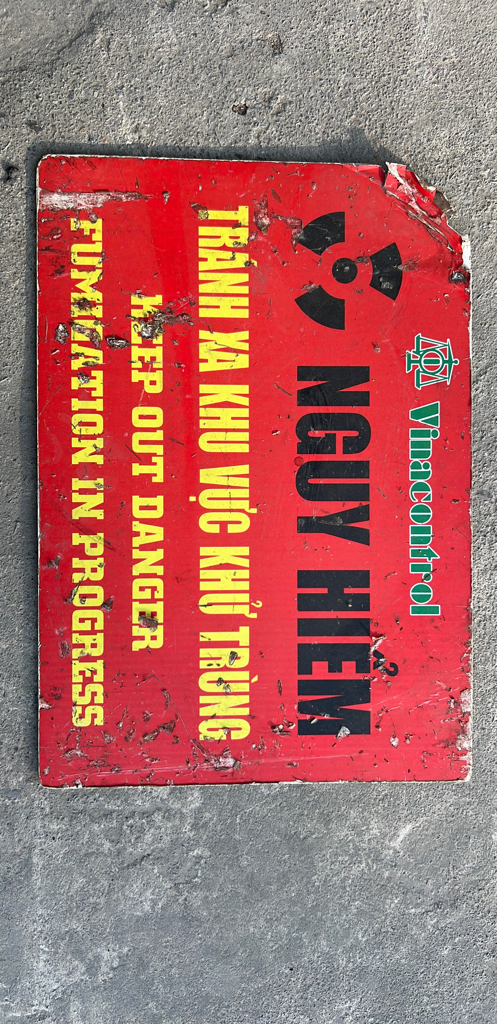 Vinacontrol
NGUY HIỂM
TRÁNH XA KHU VỰC KHỬ TRÙNG
KEEP OUT DANGER
FUMIGATION IN PROGRESS